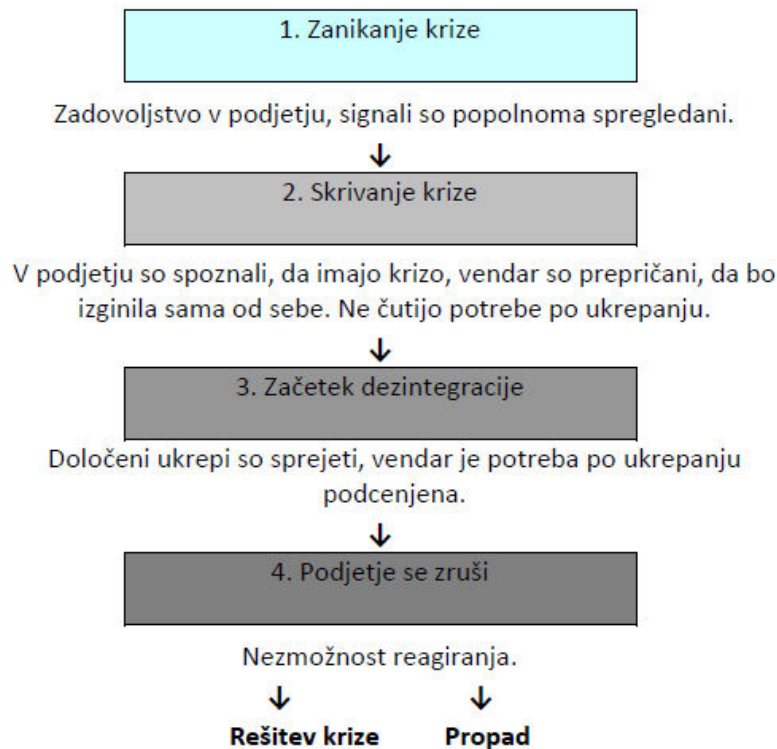 1. Zanikanje krize
Zadovoljstvo v podjetju, signali so popolnoma spregledani.
↓
2. Skrivanje krize
V podjetju so spoznali, da imajo krizo, vendar so prepričani, da bo
izginila sama od sebe. Ne čutijo potrebe po ukrepanju.
↓
3. Začetek dezintegracije
Določeni ukrepi so sprejeti, vendar je potreba po ukrepanju
podcenjena.
↓
4. Podjetje se zruši
Nezmožnost reagiranja.
↓ ↓
Rešitev krize Propad